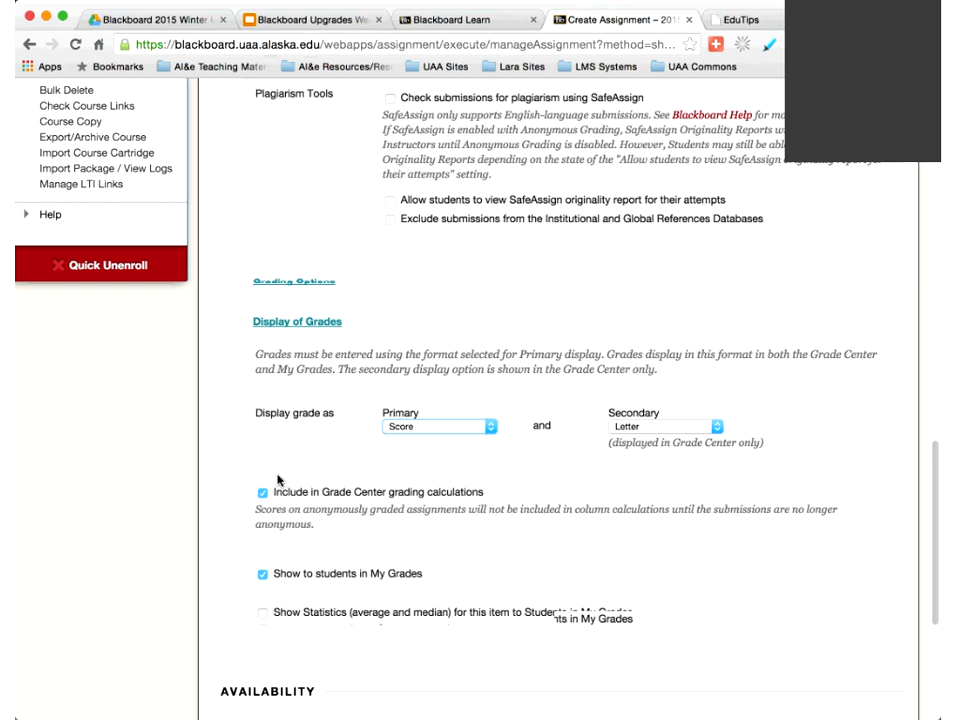 Blackboard 2015 Winter
Blackboard Upgrades We
Blackboard Learn
Create Assignment – 201
EduTips
https://blackboard.uaa.alaska.edu/webapps/assignment/execute/manageAssignment?method=sh...
Apps
Bookmarks
AI&e Teaching Mater
AI&e Resources/Res
UAA Sites
Lara Sites
LMS Systems
UAA Commons
Bulk Delete
Check Course Links
Course Copy
Export/Archive Course
Import Course Cartridge
Import Package / View Logs
Manage LTI Links
Help
Quick Unenroll
Plagiarism Tools
Check submissions for plagiarism using SafeAssign
SafeAssign only supports English-language submissions. See Blackboard Help for mo
If SafeAssign is enabled with Anonymous Grading, SafeAssign Originality Reports w
Instructors until Anonymous Grading is disabled. However, Students may still be abl
Originality Reports depending on the state of the "Allow students to view SafeAssign originality report for
their attempts" setting.
Allow students to view SafeAssign originality report for their attempts
Exclude submissions from the Institutional and Global References Databases
Grading Options
Display of Grades
Grades must be entered using the format selected for Primary display. Grades display in this format in both the Grade Center
and My Grades. The secondary display option is shown in the Grade Center only.
Display grade as
Primary
Score
and
Secondary
Letter
(displayed in Grade Center only)
Include in Grade Center grading calculations
Scores on anonymously graded assignments will not be included in column calculations until the submissions are no longer
anonymous.
Show to students in My Grades
Show Statistics (average and median) for this item to Students in My Grades
nts in My Grades
AVAILABILITY